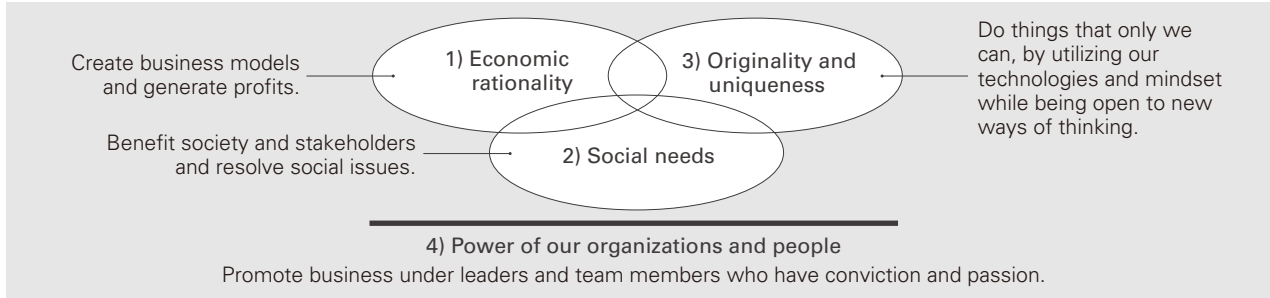 Create business models
and generate profits.
1) Economic
rationality
3) Originality and
uniqueness
Do things that only we
can, by utilizing our
technologies and mindset
while being open to new
ways of thinking.
Benefit society and stakeholders
and resolve social issues.
2) Social needs
4) Power of our organizations and people
Promote business under leaders and team members who have conviction and passion.